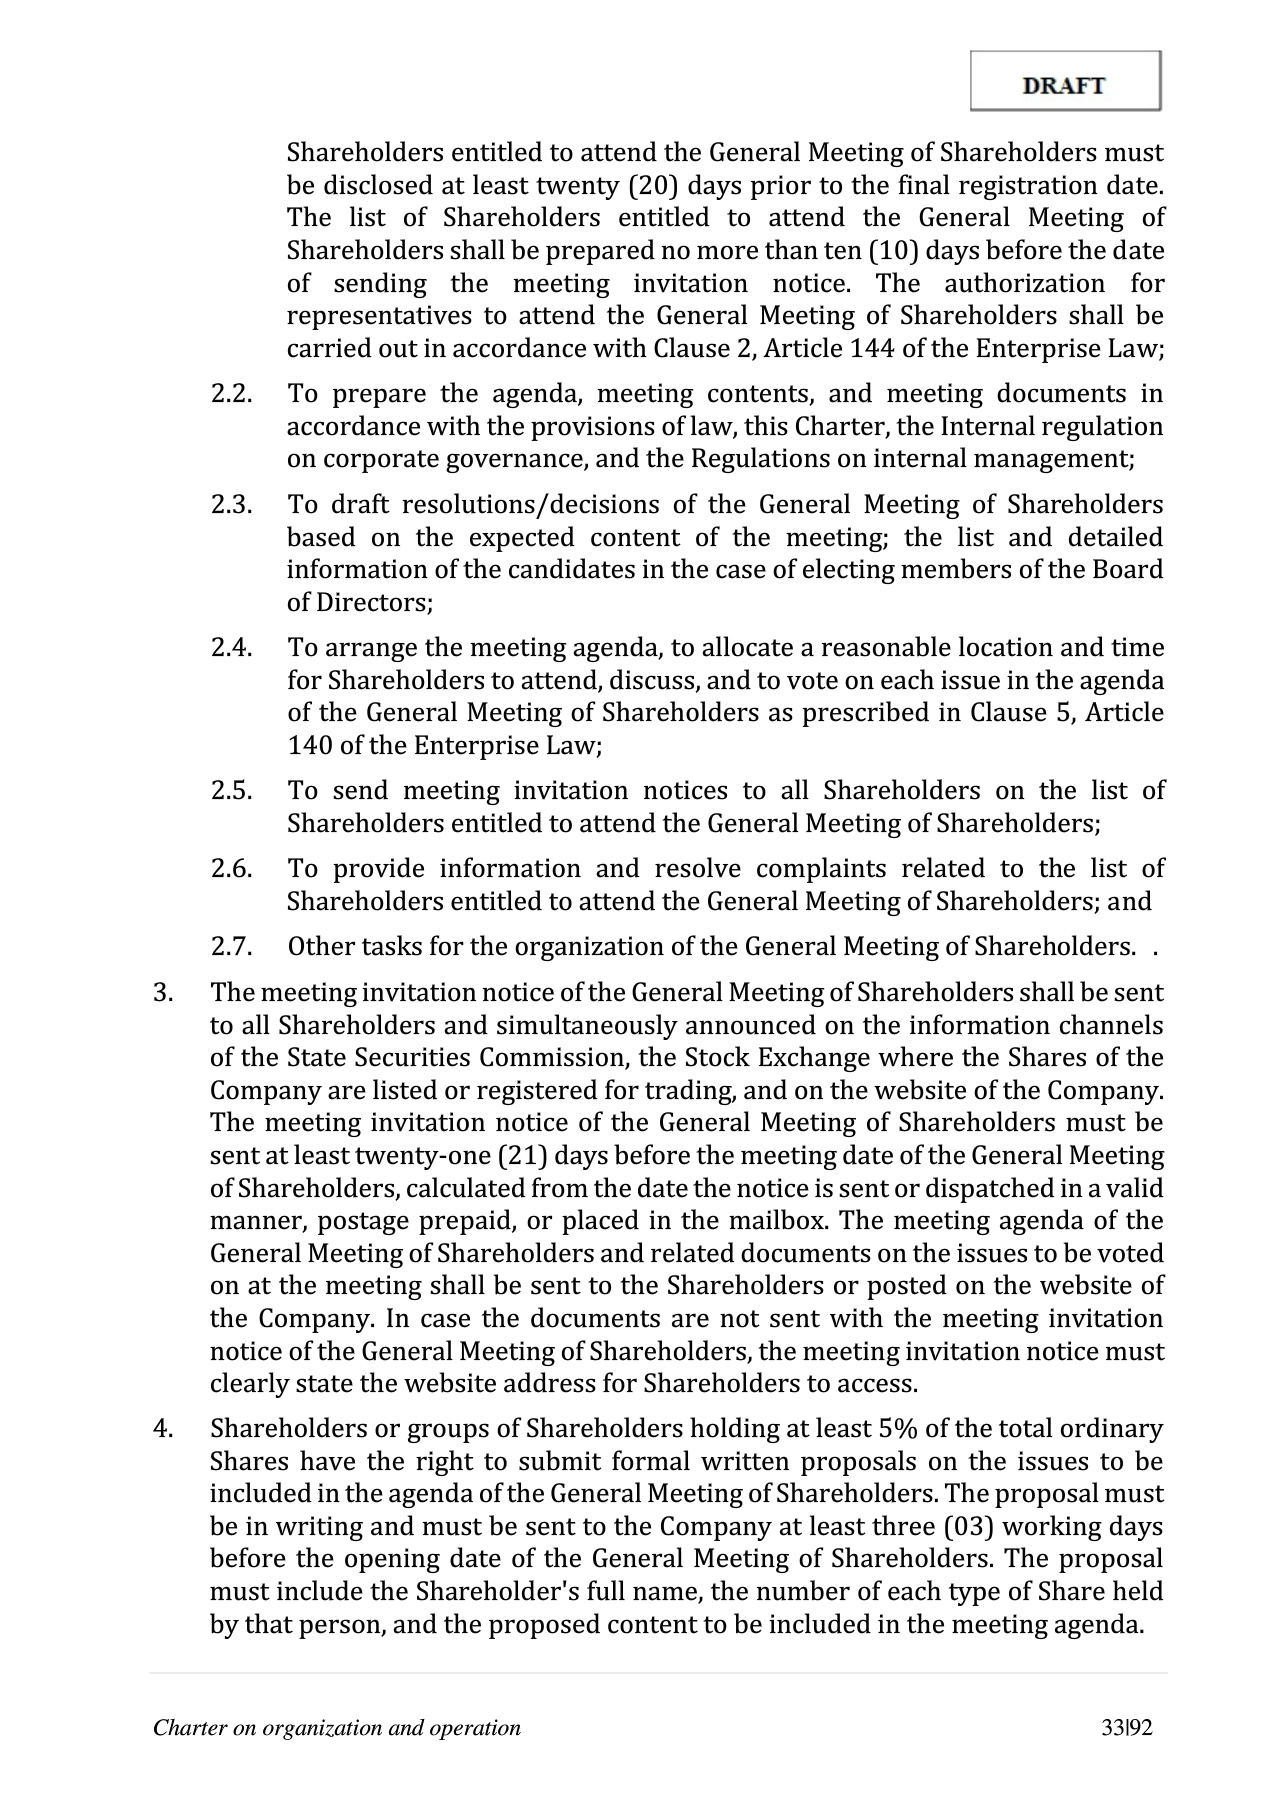 DRAFT
Shareholders entitled to attend the General Meeting of Shareholders must
be disclosed at least twenty (20) days prior to the final registration date.
The list of Shareholders entitled to attend the General Meeting of
Shareholders shall be prepared no more than ten (10) days before the date
of sending the meeting invitation notice. The authorization for
representatives to attend the General Meeting of Shareholders shall be
carried out in accordance with Clause 2, Article 144 of the Enterprise Law;
2.2. To prepare the agenda, meeting contents, and meeting documents in
accordance with the provisions of law, this Charter, the Internal regulation
on corporate governance, and the Regulations on internal management;
2.3. To draft resolutions/decisions of the General Meeting of Shareholders
based on the expected content of the meeting; the list and detailed
information of the candidates in the case of electing members of the Board
of Directors;
2.4. To arrange the meeting agenda, to allocate a reasonable location and time
for Shareholders to attend, discuss, and to vote on each issue in the agenda
of the General Meeting of Shareholders as prescribed in Clause 5, Article
140 of the Enterprise Law;
2.5. To send meeting invitation notices to all Shareholders on the list of
Shareholders entitled to attend the General Meeting of Shareholders;
2.6. To provide information and resolve complaints related to the list of
Shareholders entitled to attend the General Meeting of Shareholders; and
2.7. Other tasks for the organization of the General Meeting of Shareholders. .
3. The meeting invitation notice of the General Meeting of Shareholders shall be sent
to all Shareholders and simultaneously announced on the information channels
of the State Securities Commission, the Stock Exchange where the Shares of the
Company are listed or registered for trading, and on the website of the Company.
The meeting invitation notice of the General Meeting of Shareholders must be
sent at least twenty-one (21) days before the meeting date of the General Meeting
of Shareholders, calculated from the date the notice is sent or dispatched in a valid
manner, postage prepaid, or placed in the mailbox. The meeting agenda of the
General Meeting of Shareholders and related documents on the issues to be voted
on at the meeting shall be sent to the Shareholders or posted on the website of
the Company. In case the documents are not sent with the meeting invitation
notice of the General Meeting of Shareholders, the meeting invitation notice must
clearly state the website address for Shareholders to access.
4. Shareholders or groups of Shareholders holding at least 5% of the total ordinary
Shares have the right to submit formal written proposals on the issues to be
included in the agenda of the General Meeting of Shareholders. The proposal must
be in writing and must be sent to the Company at least three (03) working days
before the opening date of the General Meeting of Shareholders. The proposal
must include the Shareholder's full name, the number of each type of Share held
by that person, and the proposed content to be included in the meeting agenda.
Charter on organization and operation 33|92